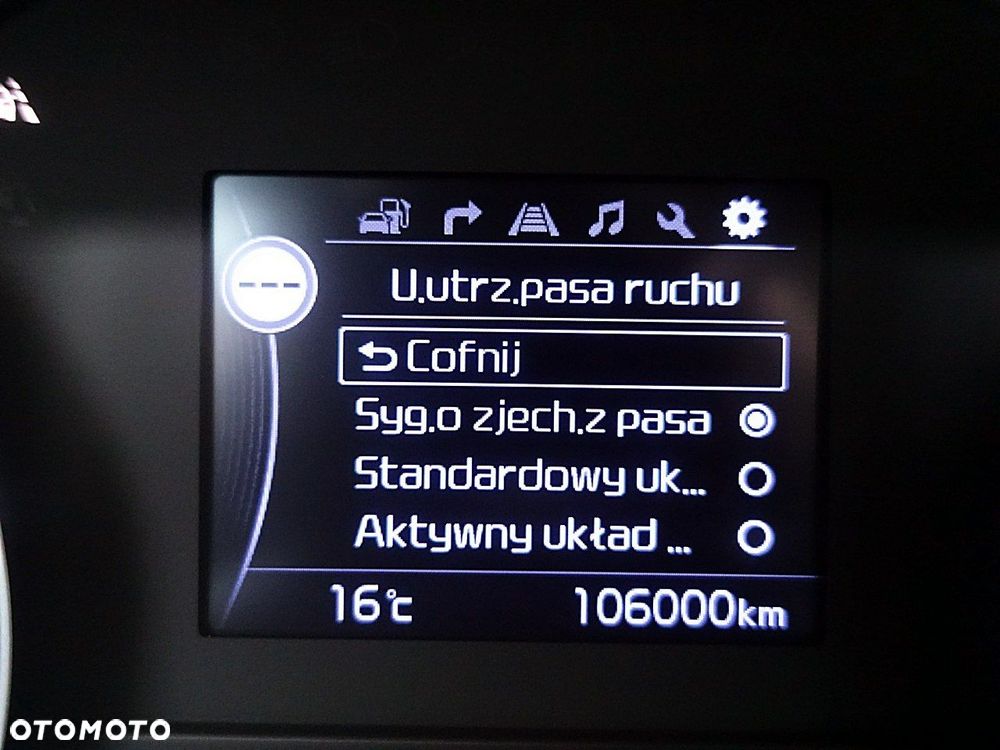 U.utrz.pasa ruchu
Cofnij
Syg.o zjech.z pasa
Standardowy uk...
Aktywny układ ...
16°C 106000km
OTOMOTO